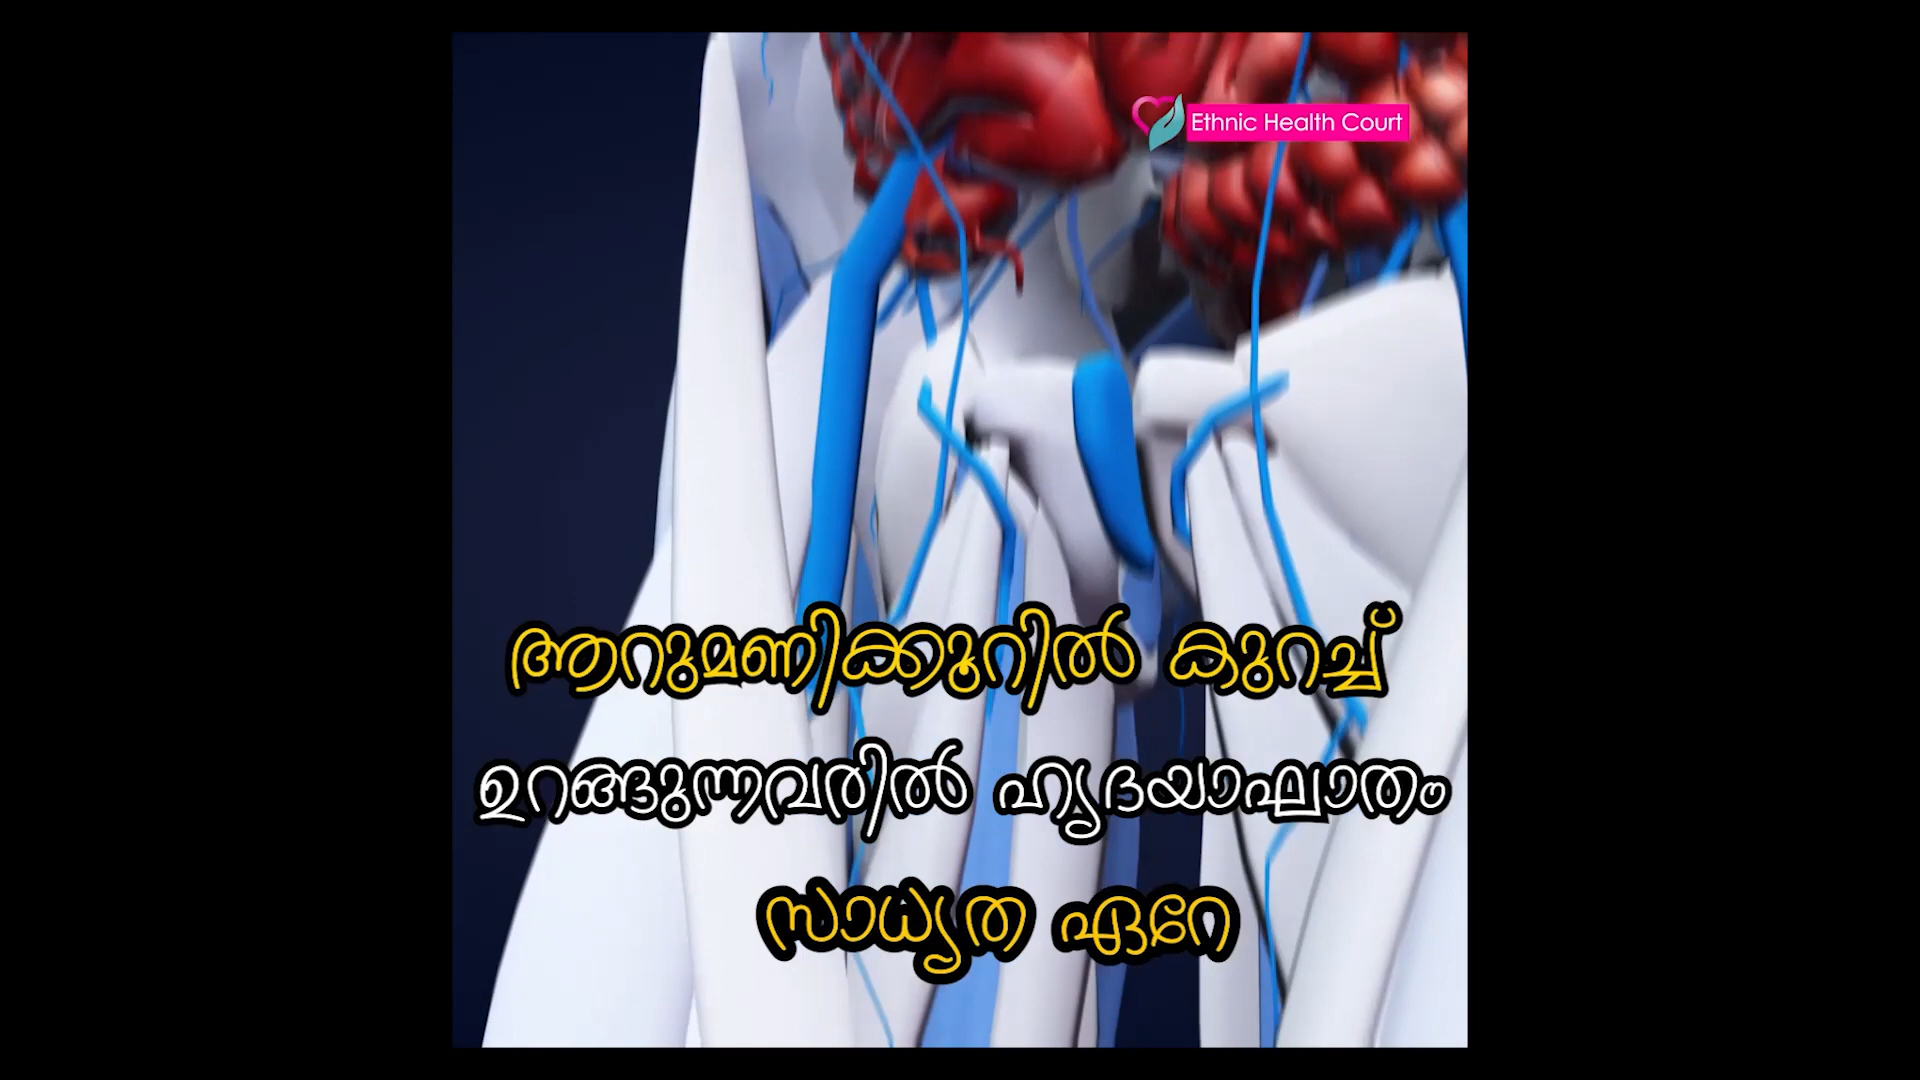 Ethnic Health Court
ആറുമണിക്കൂറിൽ കുറച്ച്
ഉറങ്ങുന്നവരിൽ ഹൃദയാഘാതം
സാധ്യത ഏറേ